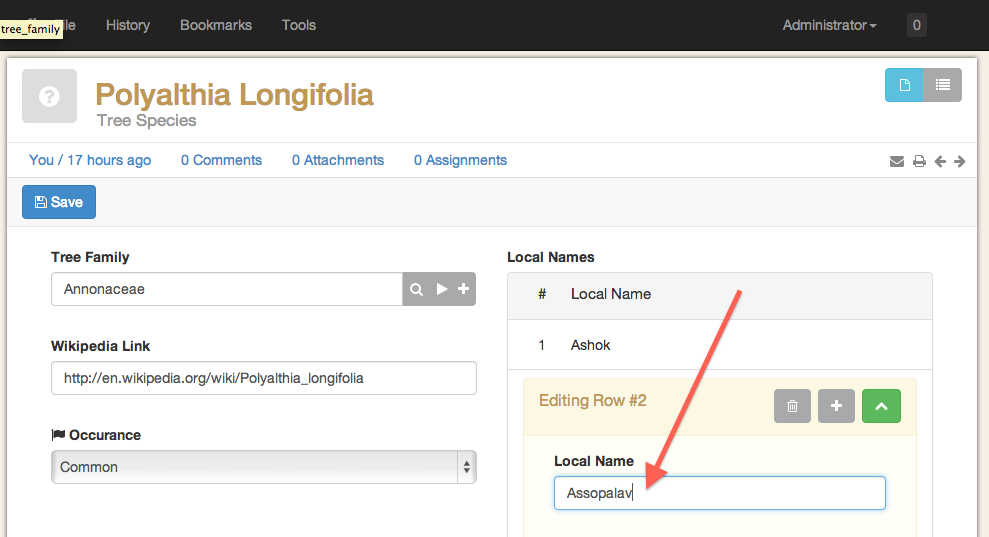 tree_family
File History Bookmarks Tools Administrator 0
Polyalthia Longifolia
Tree Species
You / 17 hours ago 0 Comments 0 Attachments 0 Assignments
Save
Tree Family
Annonaceae
Wikipedia Link
http://en.wikipedia.org/wiki/Polyalthia_longifolia
Occurance
Common
Local Names
# Local Name
1 Ashok
Editing Row #2
Local Name
Assopalav